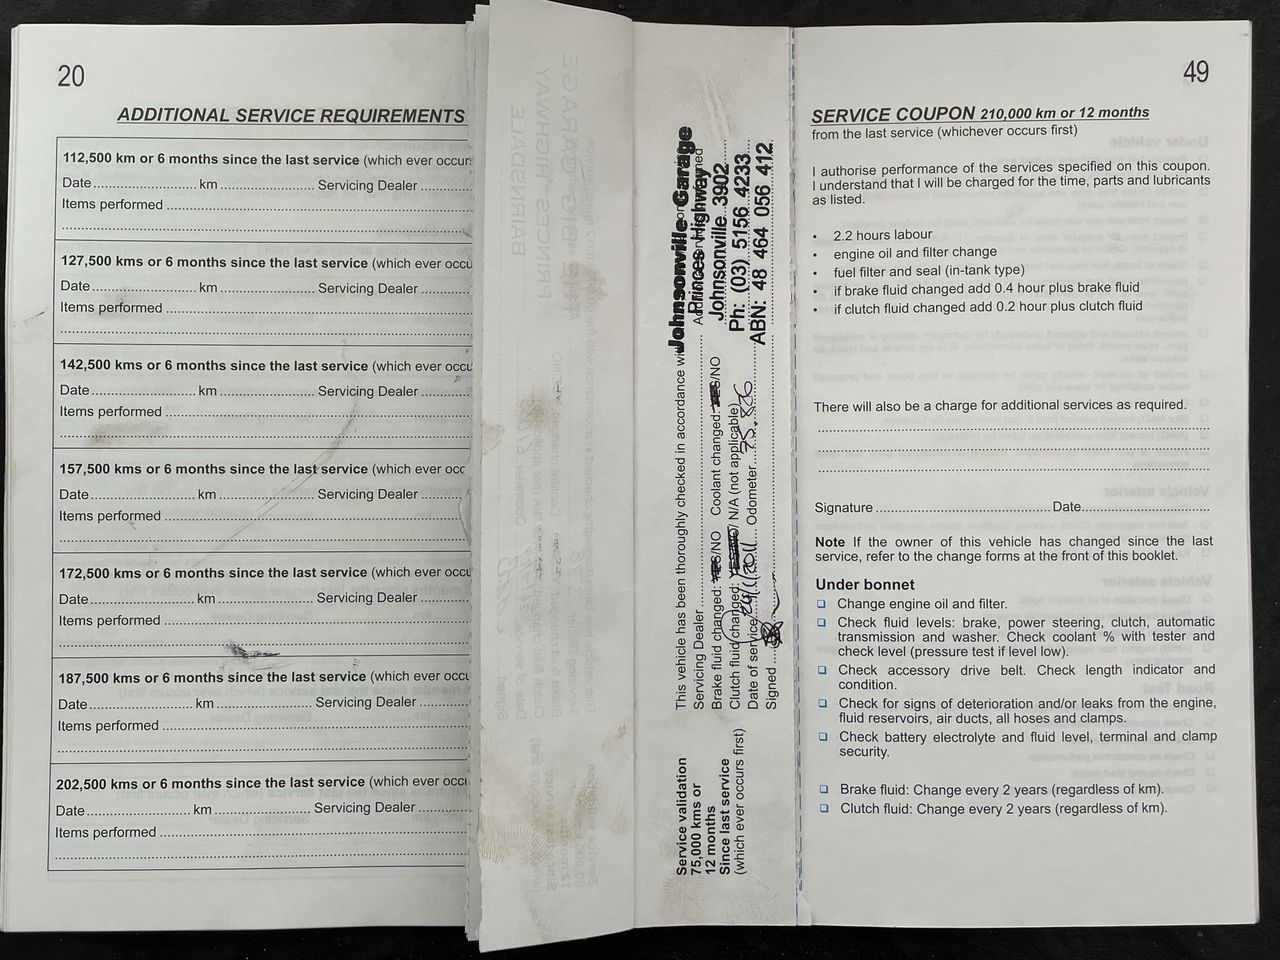 20
ADDITIONAL SERVICE REQUIREMENTS
112,500 km or 6 months since the last service (which ever occur
Date.......................... km........................ Servicing Dealer
Items performed
127,500 kms or 6 months since the last service (which ever occu
Date.......................... km........................ Servicing Dealer
Items performed
142,500 kms or 6 months since the last service (which ever occu
Date.......................... km........................ Servicing Dealer
Items performed
157,500 kms or 6 months since the last service (which ever occ
Date.......................... km........................ Servicing Dealer
Items performed
172,500 kms or 6 months since the last service (which ever occu
Date.......................... km........................ Servicing Dealer
Items performed
187,500 kms or 6 months since the last service (which ever occu
Date.......................... km........................ Servicing Dealer
Items performed
202,500 kms or 6 months since the last service (which ever occu
Date.......................... km........................ Servicing Dealer
Items performed
Service validation
75,000 kms or
12 months
Since last service
(which ever occurs first)
This vehicle has been thoroughly checked in accordance wi
Servicing Dealer
Brake fluid changed: YES/NO Coolant changed: YES/NO
Clutch fluid changed: YES/NO/ N/A (not applicable)
Date of service Odometer 75.826
Signed
Johnsonville Garage
Princes Highway
Johnsonville 3902
Ph: (03) 5156 4233
ABN: 48 464 056 412
49
SERVICE COUPON 210,000 km or 12 months
from the last service (whichever occurs first)
I authorise performance of the services specified on this coupon.
I understand that I will be charged for the time, parts and lubricants
as listed.
• 2.2 hours labour
• engine oil and filter change
• fuel filter and seal (in-tank type)
• if brake fluid changed add 0.4 hour plus brake fluid
• if clutch fluid changed add 0.2 hour plus clutch fluid
There will also be a charge for additional services as required.
Signature.............................................Date................................
Note If the owner of this vehicle has changed since the last
service, refer to the change forms at the front of this booklet.
Under bonnet
❑ Change engine oil and filter.
❑ Check fluid levels: brake, power steering, clutch, automatic
transmission and washer. Check coolant % with tester and
check level (pressure test if level low).
❑ Check accessory drive belt. Check length indicator and
condition.
❑ Check for signs of deterioration and/or leaks from the engine,
fluid reservoirs, air ducts, all hoses and clamps.
❑ Check battery electrolyte and fluid level, terminal and clamp
security.
❑ Brake fluid: Change every 2 years (regardless of km).
❑ Clutch fluid: Change every 2 years (regardless of km).